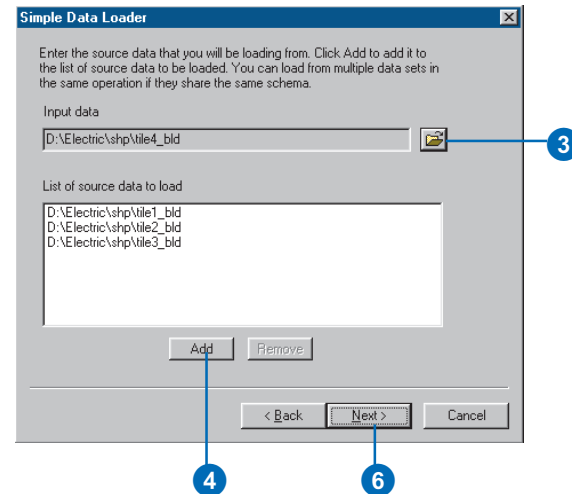 Simple Data Loader
Enter the source data that you will be loading from. Click Add to add it to
the list of source data to be loaded. You can load from multiple data sets in
the same operation if they share the same schema.
Input data
D:\Electric\shp\tile4_bld
3
List of source data to load
D:\Electric\shp\tile1_bld
D:\Electric\shp\tile2_bld
D:\Electric\shp\tile3_bld
Add Remove
< Back Next > Cancel
4 6